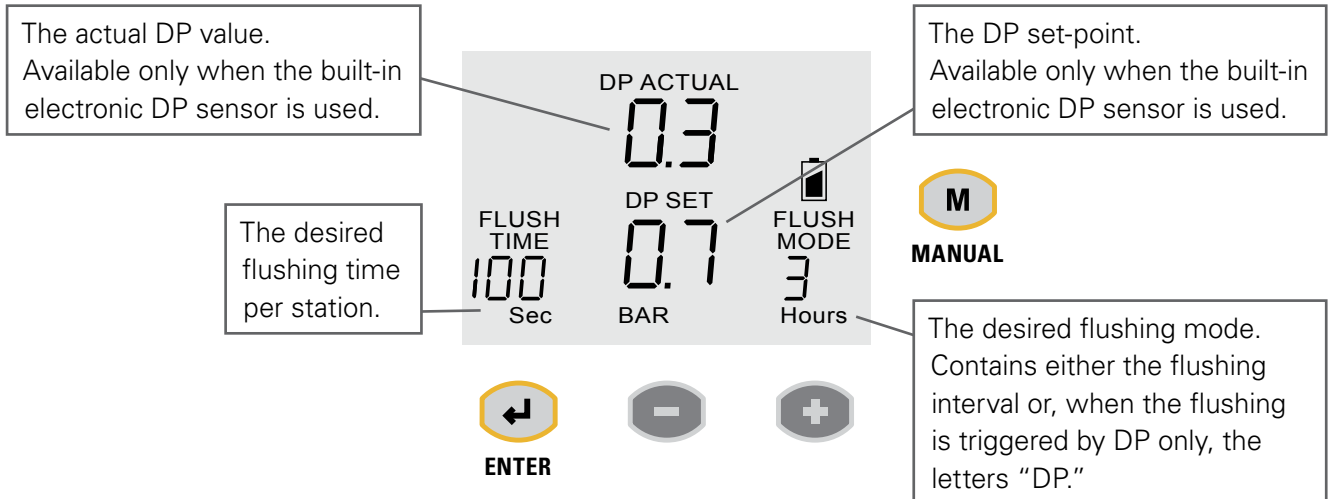 The actual DP value.
Available only when the built-in
electronic DP sensor is used.
The DP set-point.
Available only when the built-in
electronic DP sensor is used.
DP ACTUAL
0.3
DP SET
0.7
BAR
FLUSH
TIME
100
Sec
FLUSH
MODE
3
Hours
The desired
flushing time
per station.
M
MANUAL
The desired flushing mode.
Contains either the flushing
interval or, when the flushing
is triggered by DP only, the
letters “DP.”
ENTER